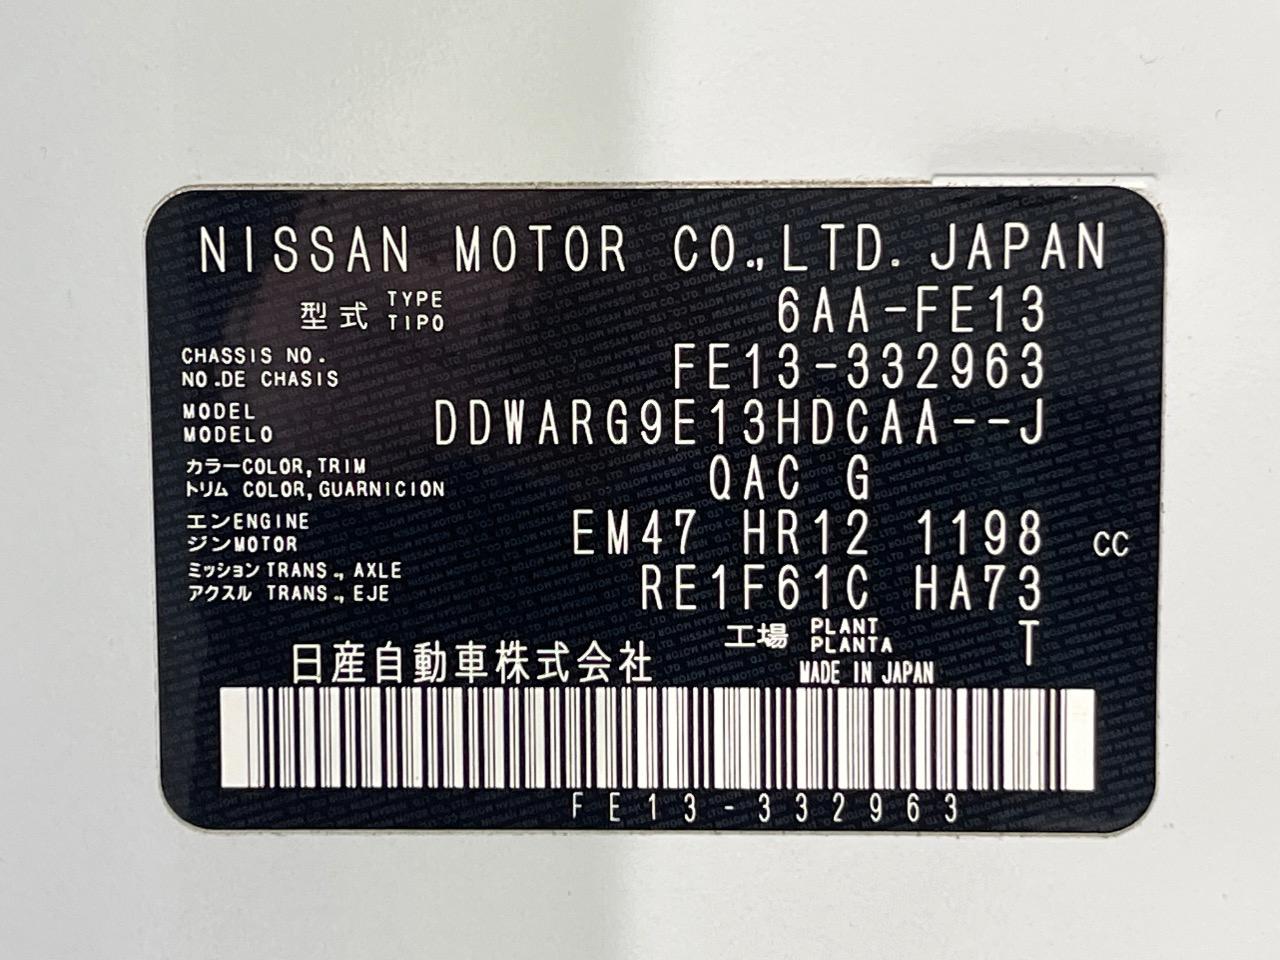 NISSAN MOTOR CO.,LTD. JAPAN
型式 TYPE TIPO 6AA-FE13
CHASSIS NO. FE13-332963
NO.DE CHASIS
MODEL DDWARG9E13HDCAA--J
MODELO
カラーCOLOR,TRIM QAC G
トリム COLOR,GUARNICION
エンENGINE EM47 HR12 1198 CC
ジンMOTOR
ミッション TRANS., AXLE RE1F61C HA73
アクスル TRANS., EJE
工場 PLANT PLANTA T
日産自動車株式会社 MADE IN JAPAN
FE13-332963